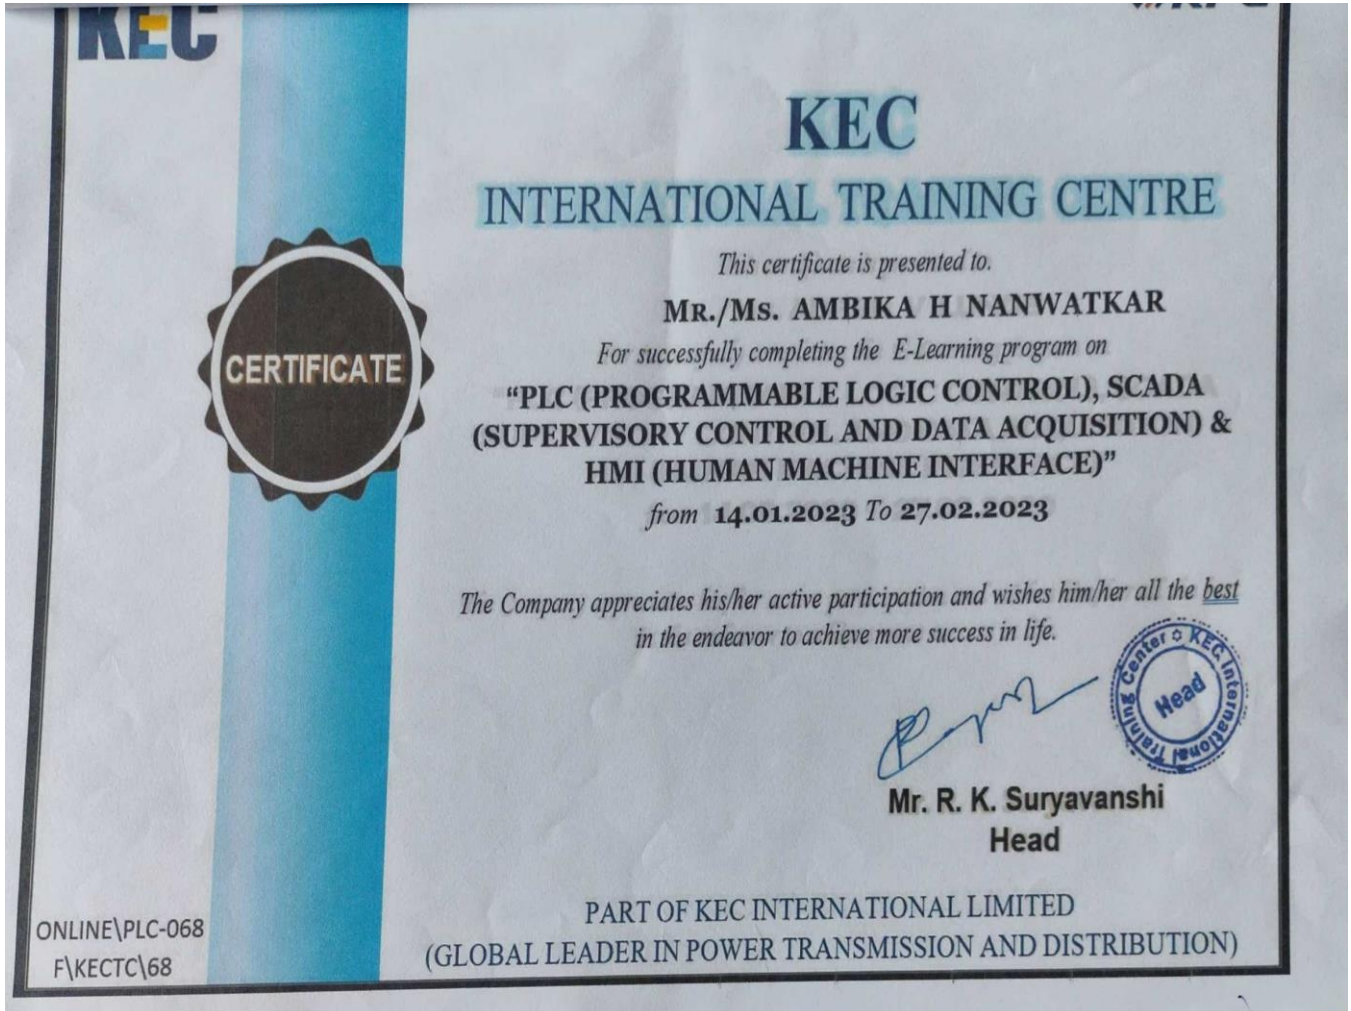 KEC
KEC
INTERNATIONAL TRAINING CENTRE
This certificate is presented to.
MR./MS. AMBIKA H NANWATKAR
For successfully completing the E-Learning program on
"PLC (PROGRAMMABLE LOGIC CONTROL), SCADA
(SUPERVISORY CONTROL AND DATA ACQUISITION) &
HMI (HUMAN MACHINE INTERFACE)"
from 14.01.2023 To 27.02.2023
CERTIFICATE
The Company appreciates his/her active participation and wishes him/her all the best
in the endeavor to achieve more success in life.
KEC International Training Center
Head
Mr. R. K. Suryavanshi
Head
PART OF KEC INTERNATIONAL LIMITED
(GLOBAL LEADER IN POWER TRANSMISSION AND DISTRIBUTION)
ONLINE\PLC-068
F\KECTC\68